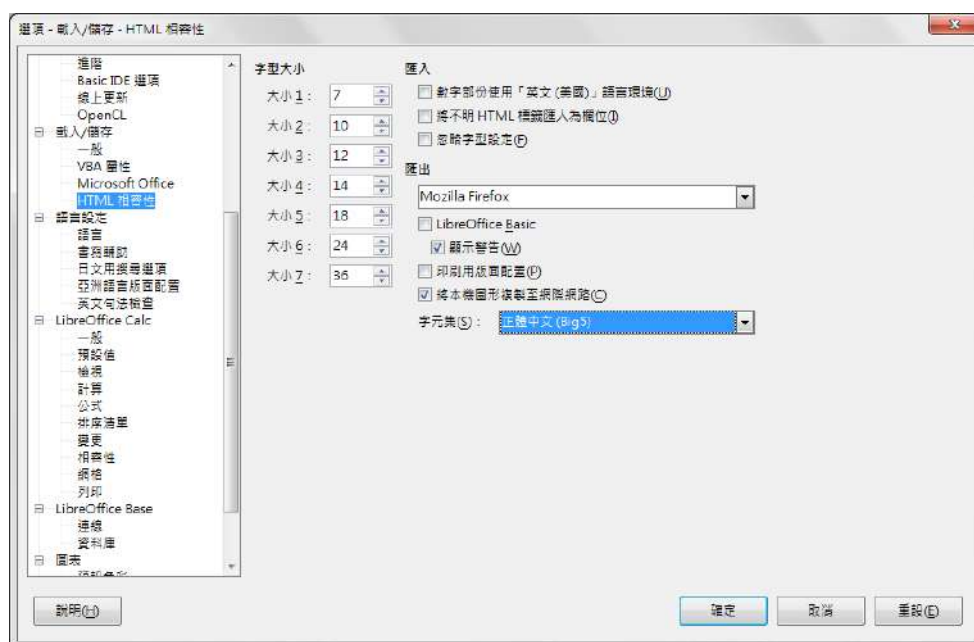 選項 - 載入/儲存 - HTML 相容性
進階
Basic IDE 選項
線上更新
OpenCL
載入/儲存
一般
VBA 屬性
Microsoft Office
HTML 相容性
語言設定
語言
書寫輔助
日文用搜尋選項
亞洲語言版面配置
英文句法檢查
LibreOffice Calc
一般
預設值
檢視
計算
公式
排序清單
變更
相容性
網格
列印
LibreOffice Base
連線
資料庫
圖表
預設色彩
字型大小
大小 1： 7
大小 2： 10
大小 3： 12
大小 4： 14
大小 5： 18
大小 6： 24
大小 7： 36
匯入
數字部份使用「英文 (美國)」語言環境(U)
將不明 HTML 標籤匯入為欄位(I)
忽略字型設定(F)
匯出
Mozilla Firefox
LibreOffice Basic
顯示警告(W)
印刷用版面配置(P)
將本機圖形複製至網際網路(C)
字元集(S)： 正體中文 (Big5)
說明(H)
確定
取消
重設(E)